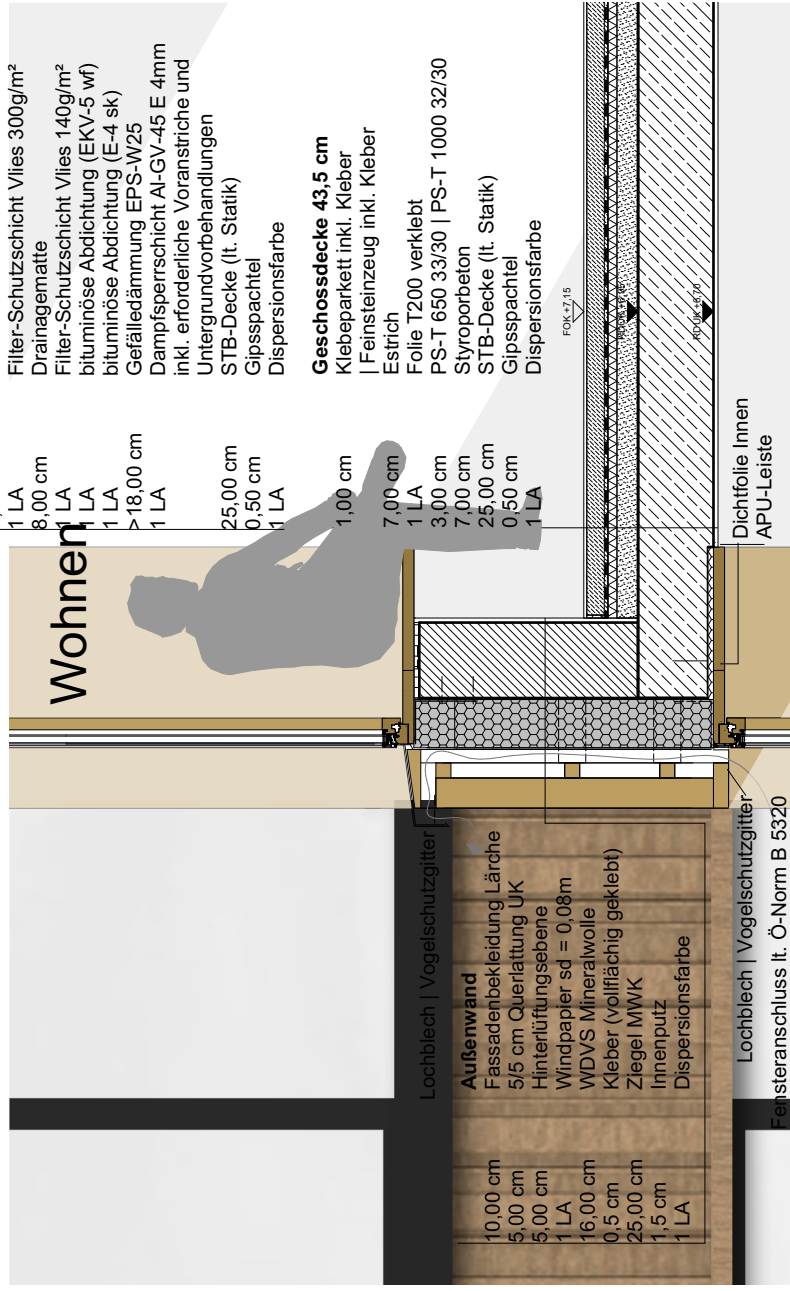 1 LA Filter-Schutzschicht Vlies 300g/m²
8,00 cm Drainagematte
1 LA Filter-Schutzschicht Vlies 140g/m²
1 LA bituminöse Abdichtung (EKV-5 wf)
1 LA bituminöse Abdichtung (E-4 sk)
>18,00 cm Gefälledämmung EPS-W25
1 LA Dampfsperrschicht Al-GV-45 E 4mm
inkl. erforderliche Voranstriche und
Untergrundvorbehandlungen
25,00 cm STB-Decke (lt. Statik)
0,50 cm Gipsspachtel
1 LA Dispersionsfarbe
Wohnen
Geschossdecke 43,5 cm
1,00 cm Klebeparkett inkl. Kleber
| Feinsteinzeug inkl. Kleber
7,00 cm Estrich
1 LA Folie T200 verklebt
3,00 cm PS-T 650 33/30 | PS-T 1000 32/30
7,00 cm Styroporbeton
25,00 cm STB-Decke (lt. Statik)
0,50 cm Gipsspachtel
1 LA Dispersionsfarbe
FOK +7,15
RDUK +6,70
Lochblech | Vogelschutzgitter
Außenwand
10,00 cm Fassadenbekleidung Lärche
5,00 cm 5/5 cm Querlattung UK
5,00 cm Hinterlüftungsebene
1 LA Windpapier sd = 0,08m
16,00 cm WDVS Mineralwolle
0,5 cm Kleber (vollflächig geklebt)
25,00 cm Ziegel MWK
1,5 cm Innenputz
1 LA Dispersionsfarbe
Dichtfolie Innen
APU-Leiste
Lochblech | Vogelschutzgitter
Fensteranschluss lt. Ö-Norm B 5320